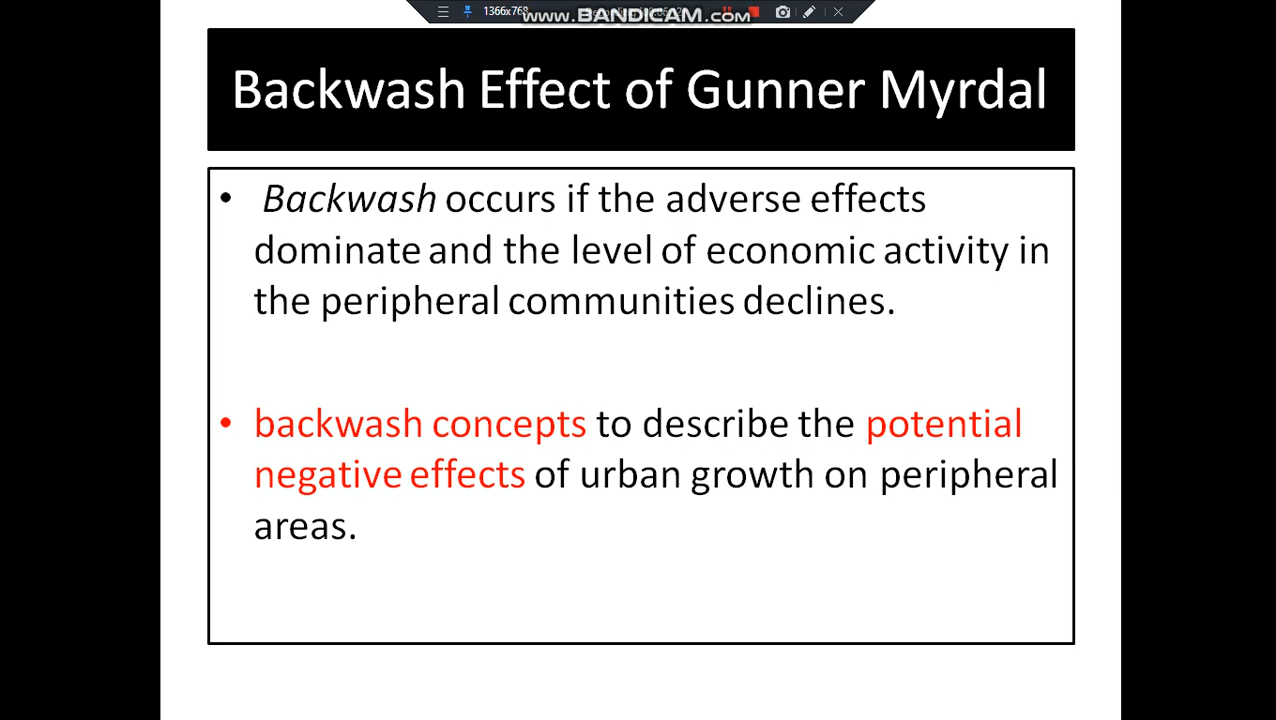 1366x768
www.BANDICAM.com
Backwash Effect of Gunner Myrdal
• Backwash occurs if the adverse effects
dominate and the level of economic activity in
the peripheral communities declines.
• backwash concepts to describe the potential
negative effects of urban growth on peripheral
areas.